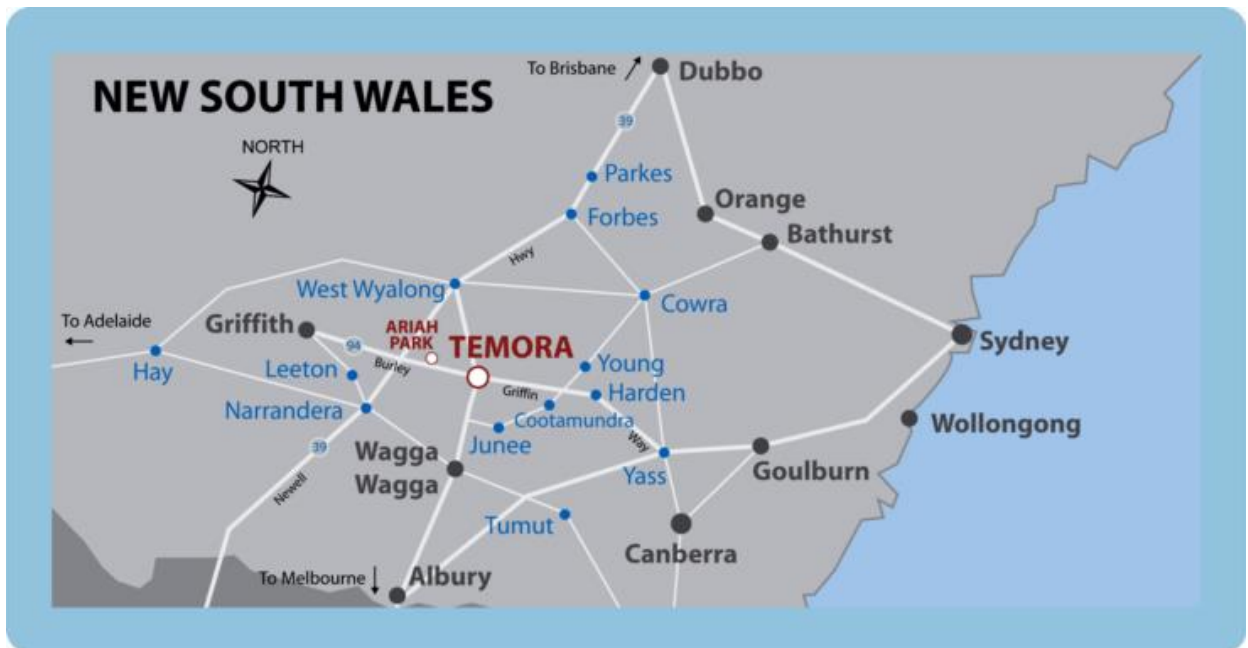 To Brisbane
Dubbo
NEW SOUTH WALES
39
NORTH
Parkes
Orange
Forbes
Bathurst
Hwy
West Wyalong
Cowra
To Adelaide
Griffith
ARIAH
PARK
TEMORA
Sydney
94
Hay
Leeton
Burley
Young
Griffin
Harden
Narrandera
Cootamundra
Wollongong
39
Junee
Way
Wagga
Wagga
Goulburn
Yass
Newell
Tumut
Canberra
To Melbourne
Albury